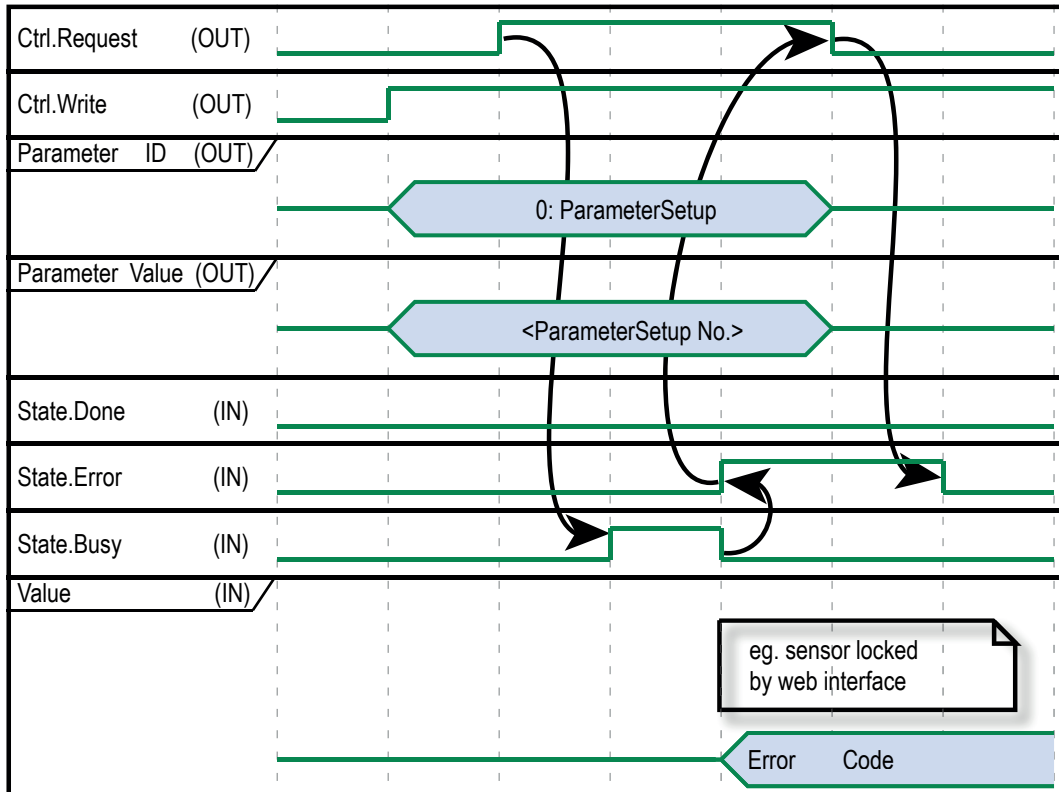 Ctrl.Request (OUT)
Ctrl.Write (OUT)
Parameter ID (OUT)
0: ParameterSetup
Parameter Value (OUT)
<ParameterSetup No.>
State.Done (IN)
State.Error (IN)
State.Busy (IN)
Value (IN)
eg. sensor locked
by web interface
Error Code